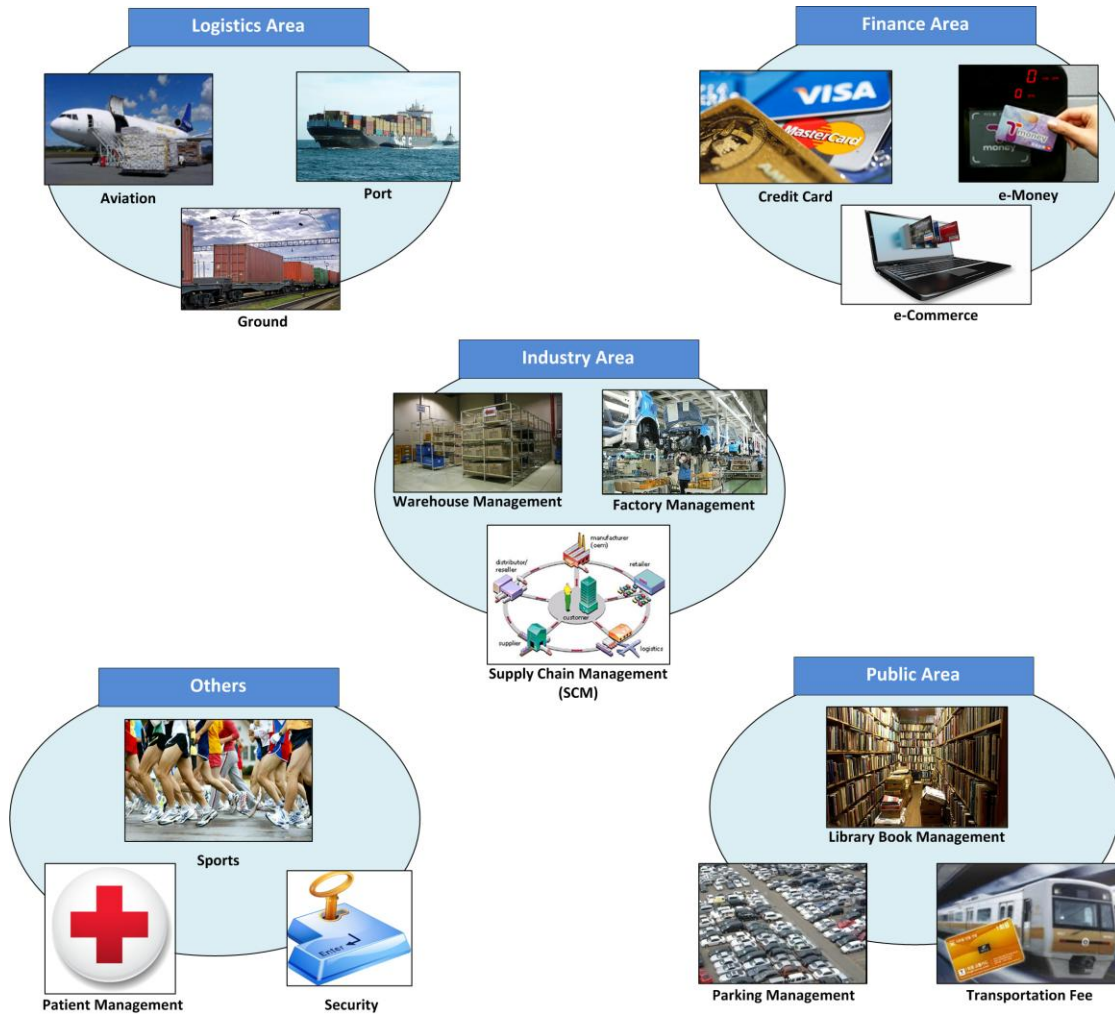 Logistics Area
Aviation
Port
Ground
Finance Area
VISA
MasterCard
Credit Card
T money
money
e-Money
e-Commerce
Industry Area
Warehouse Management
Factory Management
manufacturer
(oem)
distributor/
reseller
retailer
customer
supplier
logistics
Supply Chain Management
(SCM)
Others
Sports
Patient Management
Enter
Security
Public Area
Library Book Management
Parking Management
Transportation Fee